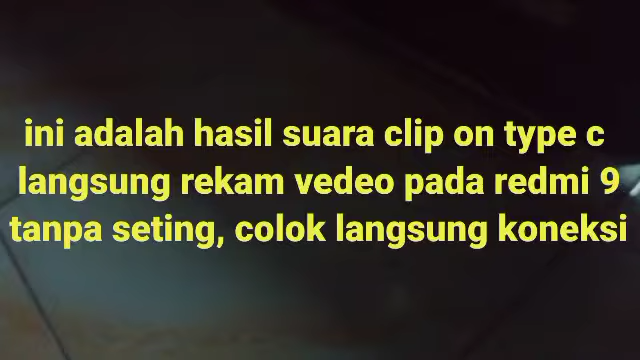 ini adalah hasil suara clip on type c
langsung rekam vedeo pada redmi 9
tanpa seting, colok langsung koneksi